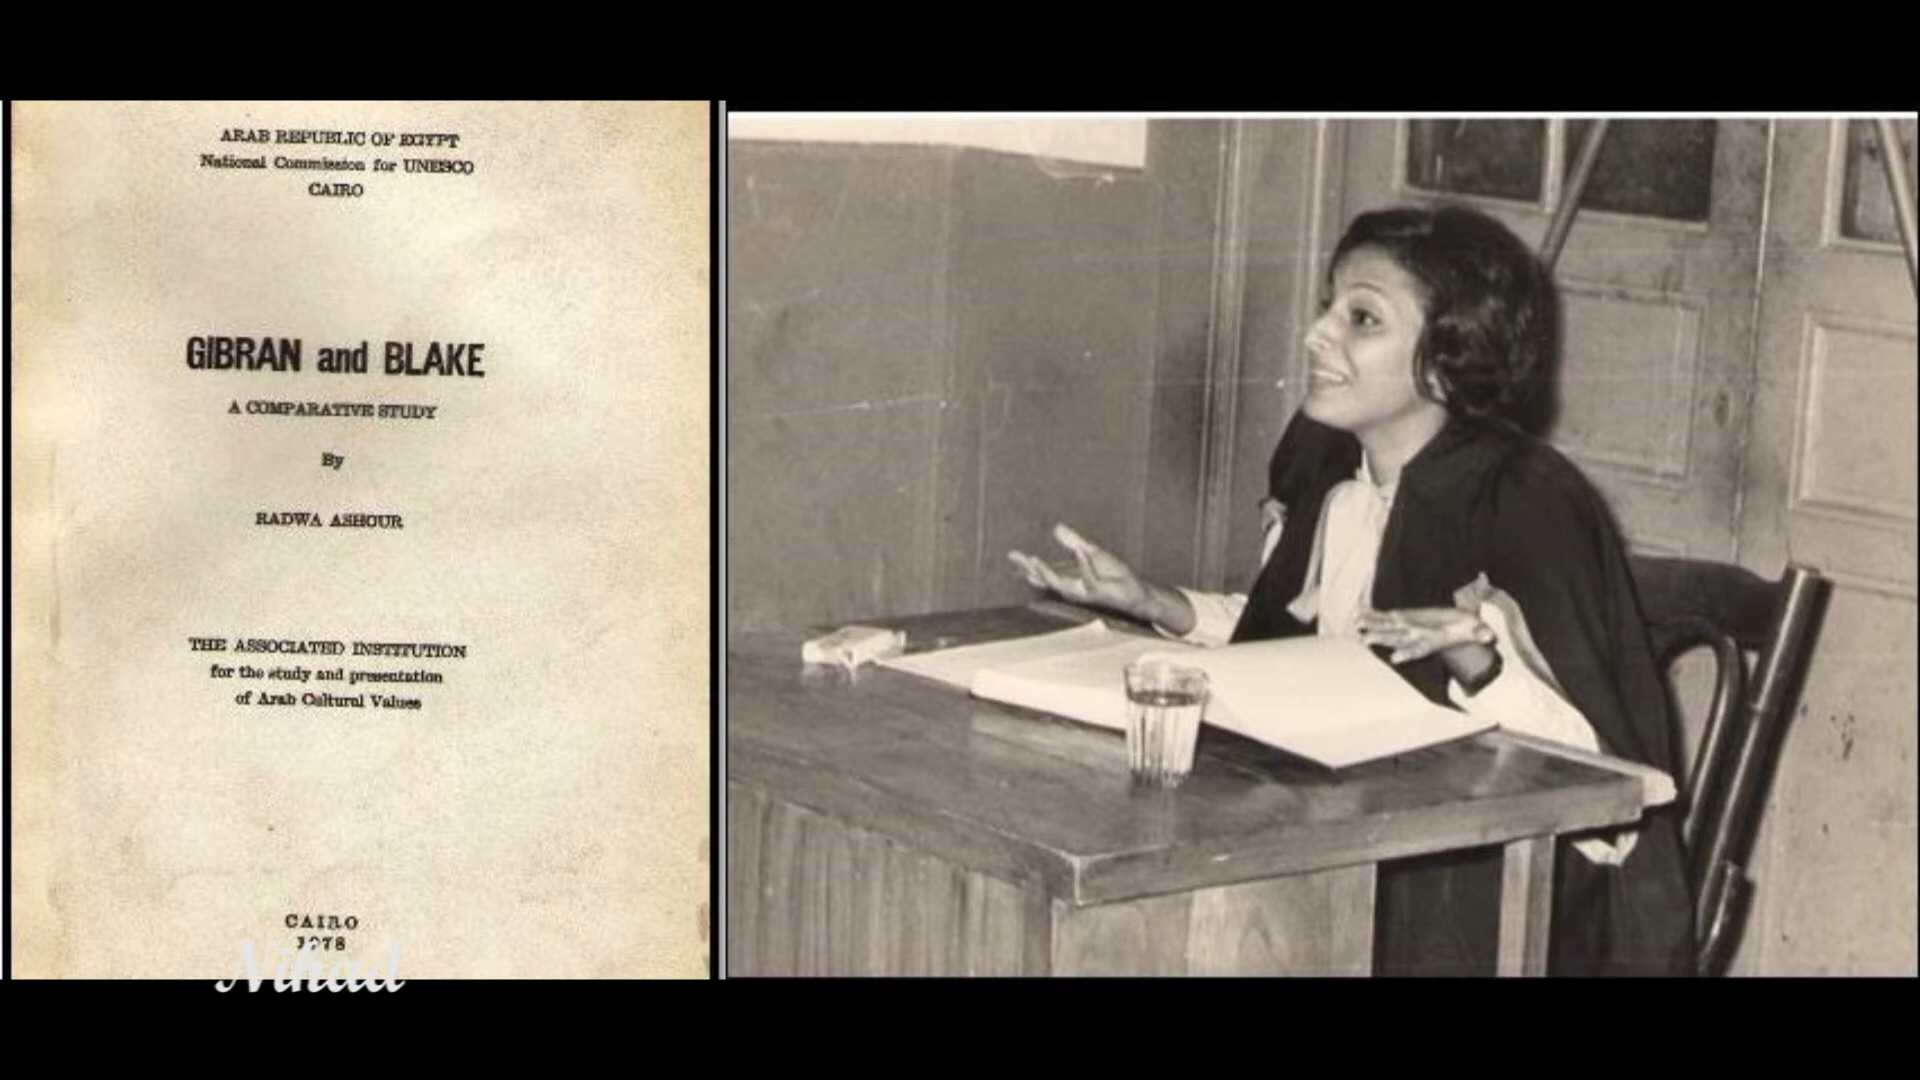 ARAB REPUBLIC OF EGYPT
National Commission for UNESCO
CAIRO
GIBRAN and BLAKE
A COMPARATIVE STUDY
By
RADWA ASHOUR
THE ASSOCIATED INSTITUTION
for the study and presentation
of Arab Cultural Values
CAIRO
1978
Nihad